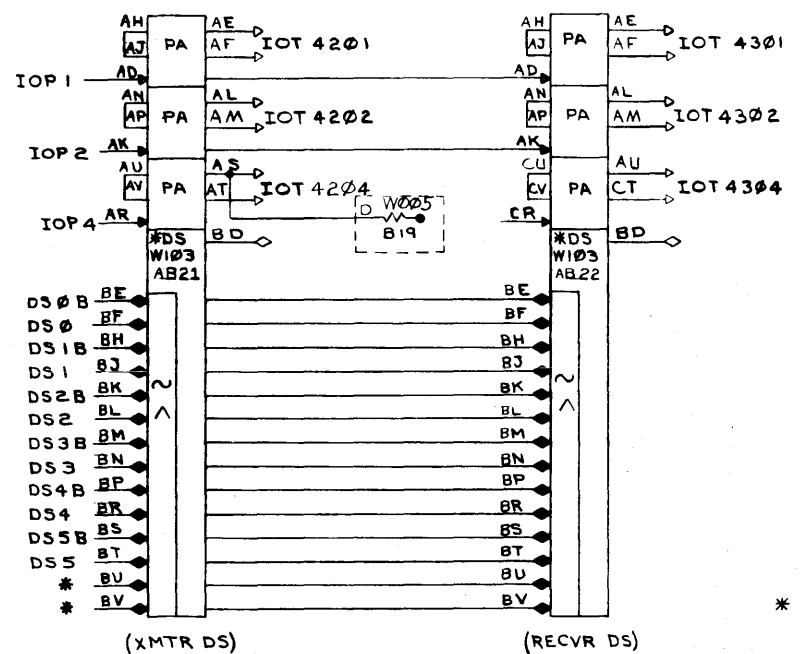 AH AE AH AE
AJ PA AF IOT 42Ø1 AJ PA AF IOT 43Ø1
IOP 1 AD AD
AN AL AN AL
AP PA AM IOT 42Ø2 AP PA AM IOT 43Ø2
IOP 2 AK AK
AU AS CU AU
AV PA AT IOT 42Ø4 CV PA CT IOT 43Ø4
D WØØ5
IOP 4 AR B19 CR
*DS BD *DS BD
W1Ø3 W1Ø3
AB21 AB22
DSØB BE BE
DSØ BF BF
DS1B BH BH
DS1 BJ BJ
DS2B BK ~ BK ~
DS2 BL ^ BL ^
DS3B BM BM
DS3 BN BN
DS4B BP BP
DS4 BR BR
DS5B BS BS
DS5 BT BT
* BU BU
* BV BV *
(XMTR DS) (RECVR DS)